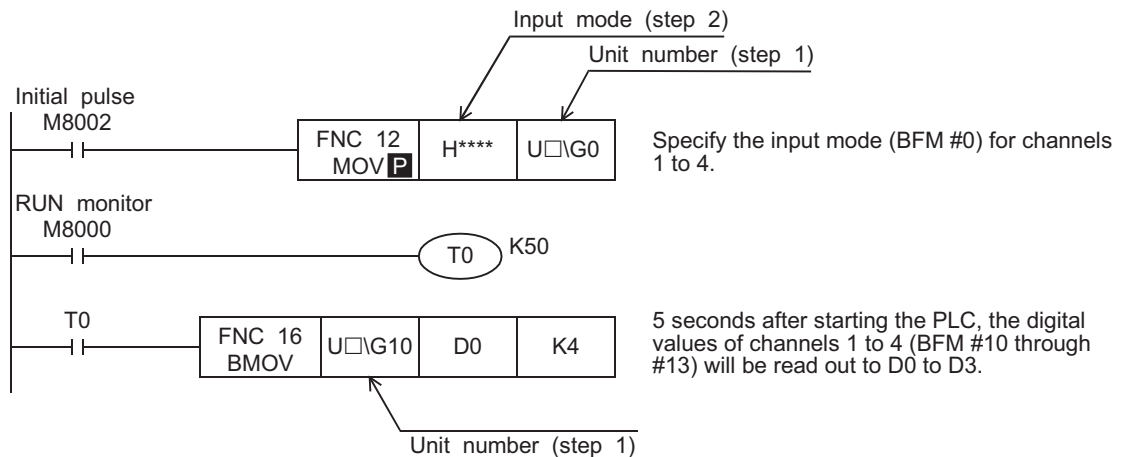 Input mode (step 2)
Unit number (step 1)
Initial pulse
M8002
FNC 12
MOV P
H****
U□\G0
Specify the input mode (BFM #0) for channels
1 to 4.
RUN monitor
M8000
T0
K50
T0
FNC 16
BMOV
U□\G10
D0
K4
5 seconds after starting the PLC, the digital
values of channels 1 to 4 (BFM #10 through
#13) will be read out to D0 to D3.
Unit number (step 1)